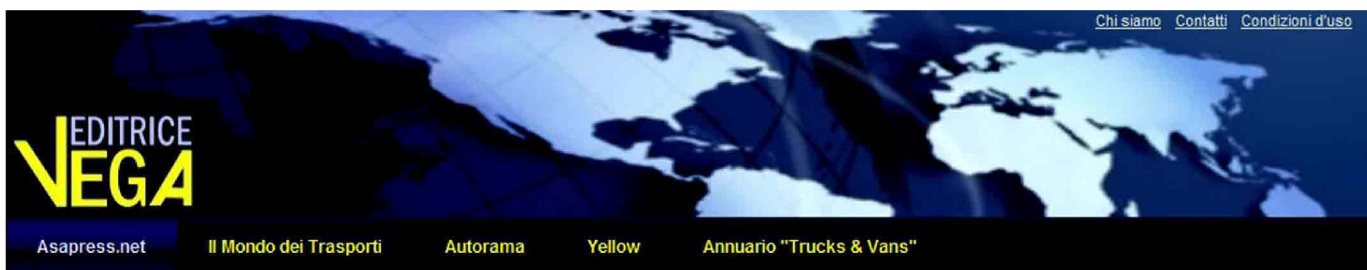 Chi siamo Contatti Condizioni d'uso
EDITRICE
VEGA
Asapress.net Il Mondo dei Trasporti Autorama Yellow Annuario "Trucks & Vans"